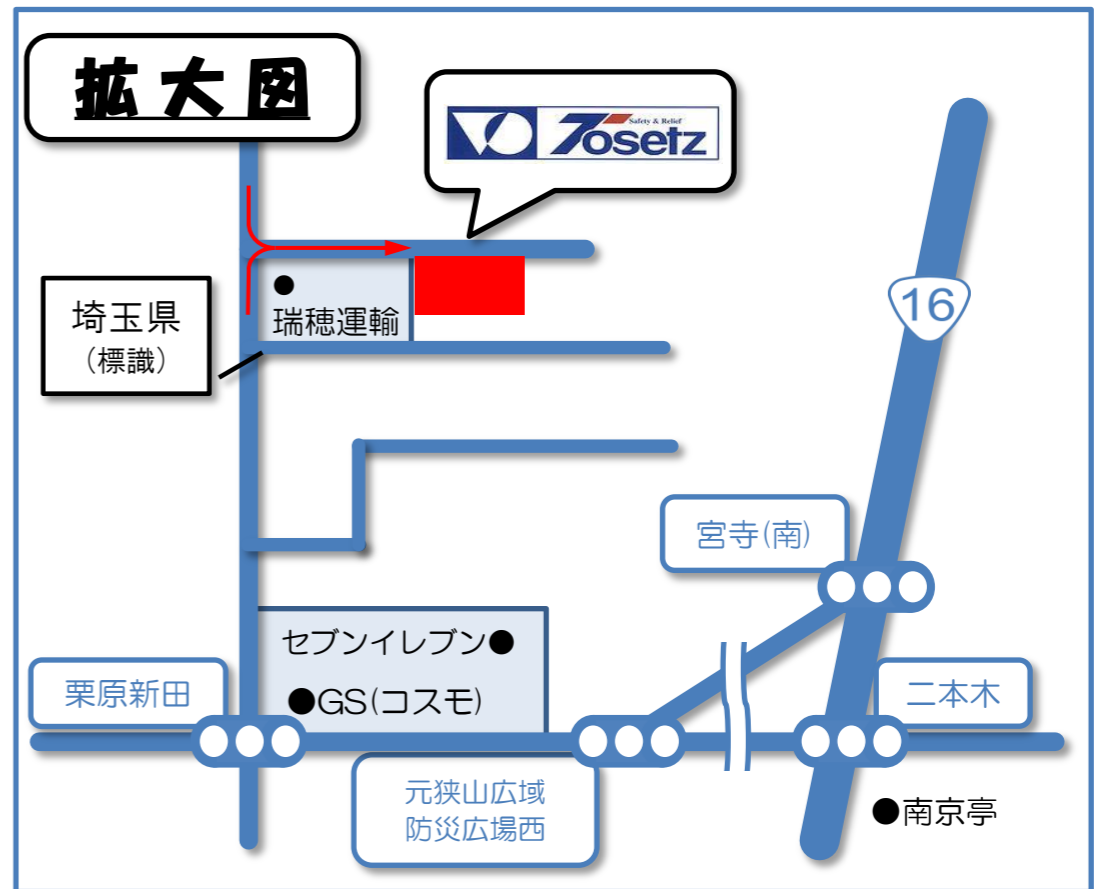 拡大図
Safety & Relief
Tosetz
埼玉県
(標識)
●
瑞穂運輸
16
宮寺(南)
セブンイレブン●
●GS(コスモ)
栗原新田
二本木
元狭山広域
防災広場西
●南京亭